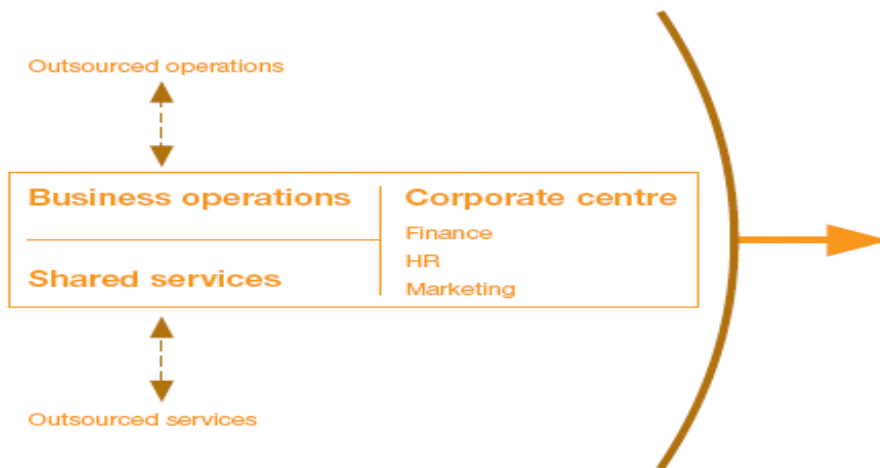 Outsourced operations
Business operations
Shared services
Corporate centre
Finance
HR
Marketing
Outsourced services